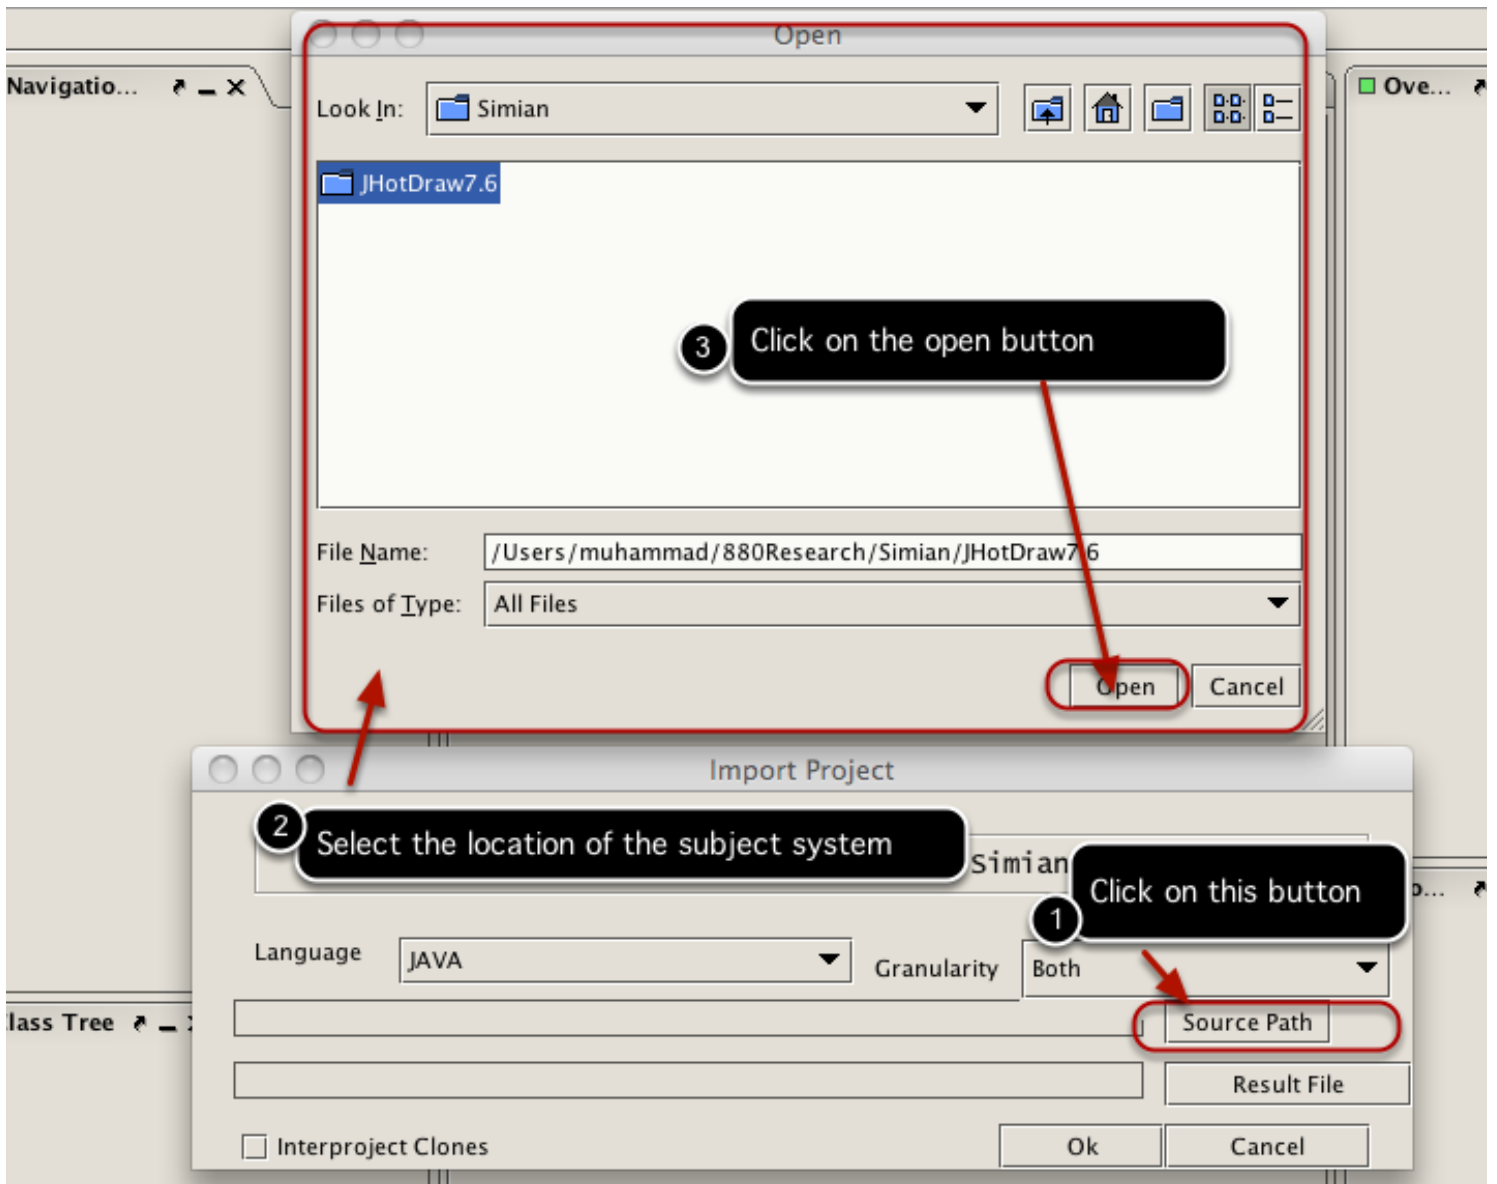 Open
Navigatio...
Ove...
Look In: Simian
JHotDraw7.6
3 Click on the open button
File Name: /Users/muhammad/880Research/Simian/JHotDraw7.6
Files of Type: All Files
Open Cancel
Import Project
2 Select the location of the subject system
Simian
1 Click on this button
Language JAVA Granularity Both
Class Tree
Source Path
Result File
Interproject Clones Ok Cancel